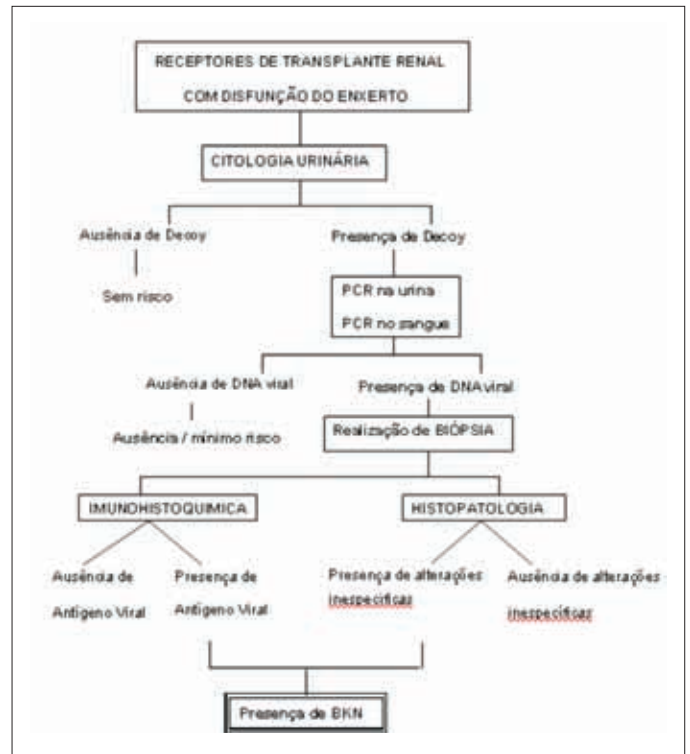 RECEPTORES DE TRANSPLANTE RENAL
COM DISFUNÇÃO DO ENXERTO
CITOLOGIA URINÁRIA
Ausência de Decoy
Presença de Decoy
Sem risco
PCR na urina
PCR no sangue
Ausência de DNA viral
Presença de DNA viral
Ausência / mínimo risco
Realização de BIÓPSIA
IMUNOHISTOQUIMICA
HISTOPATOLOGIA
Ausência de
Antígeno Viral
Presença de
Antígeno Viral
Presença de alterações
inespecíficas
Ausência de alterações
inespecíficas
Presença de BKN